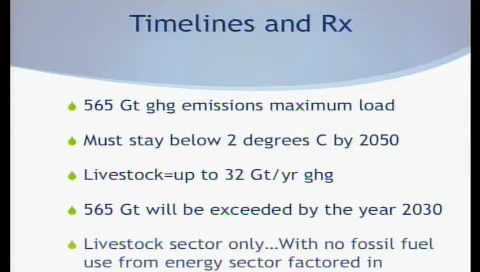 Timelines and Rx
565 Gt ghg emissions maximum load
Must stay below 2 degrees C by 2050
Livestock=up to 32 Gt/yr ghg
565 Gt will be exceeded by the year 2030
Livestock sector only...With no fossil fuel
use from energy sector factored in